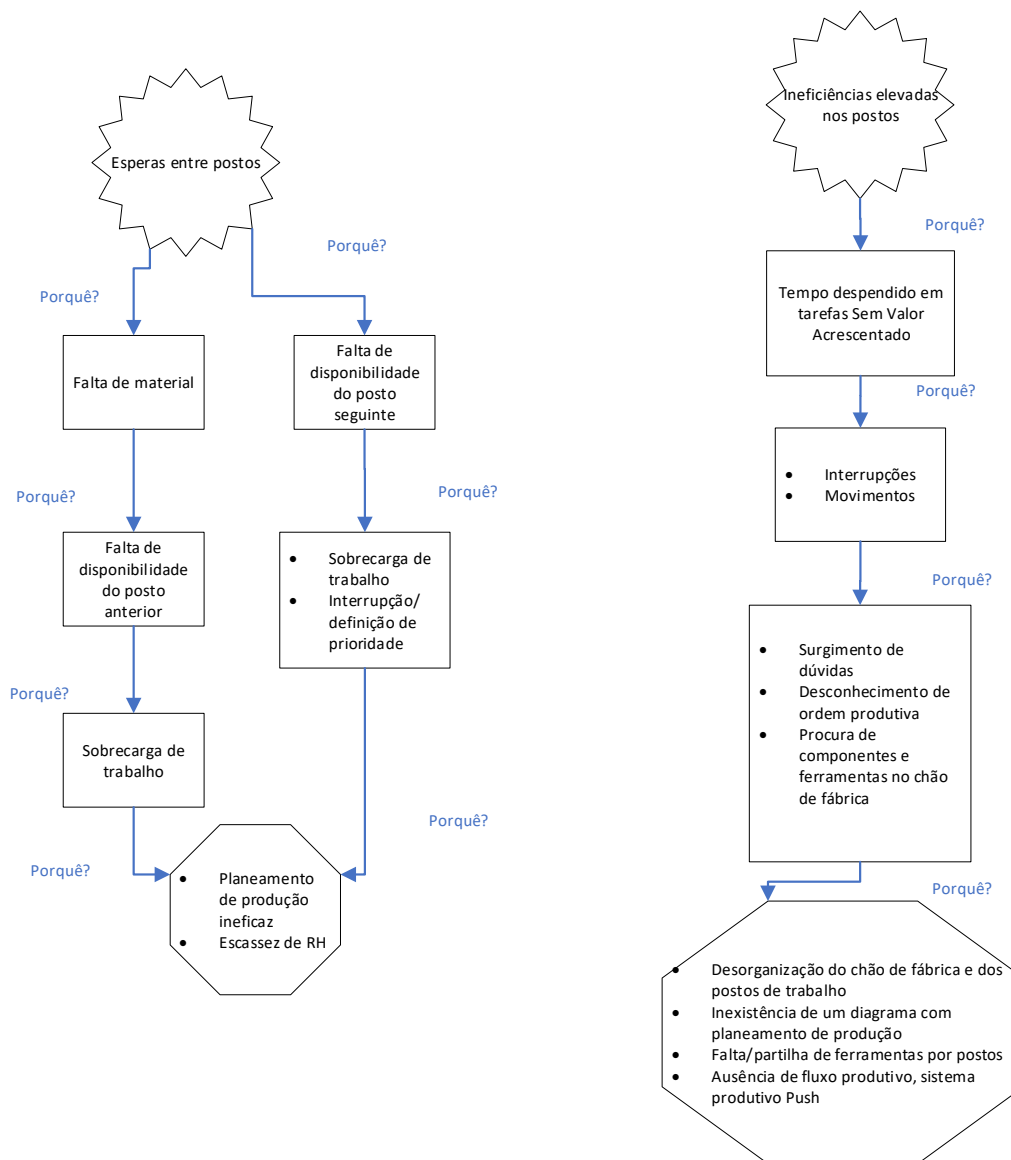 Esperas entre postos
Porquê?
Porquê?
Falta de material
Falta de
disponibilidade
do posto
seguinte
Porquê?
Porquê?
Falta de
disponibilidade
do posto
anterior
• Sobrecarga de
trabalho
• Interrupção/
definição de
prioridade
Porquê?
Sobrecarga de
trabalho
Porquê?
Porquê?
• Planeamento
de produção
ineficaz
• Escassez de RH
Ineficiências elevadas
nos postos
Porquê?
Tempo despendido em
tarefas Sem Valor
Acrescentado
Porquê?
• Interrupções
• Movimentos
Porquê?
• Surgimento de
dúvidas
• Desconhecimento de
ordem produtiva
• Procura de
componentes e
ferramentas no chão
de fábrica
Porquê?
• Desorganização do chão de fábrica e dos
postos de trabalho
• Inexistência de um diagrama com
planeamento de produção
• Falta/partilha de ferramentas por postos
• Ausência de fluxo produtivo, sistema
produtivo Push